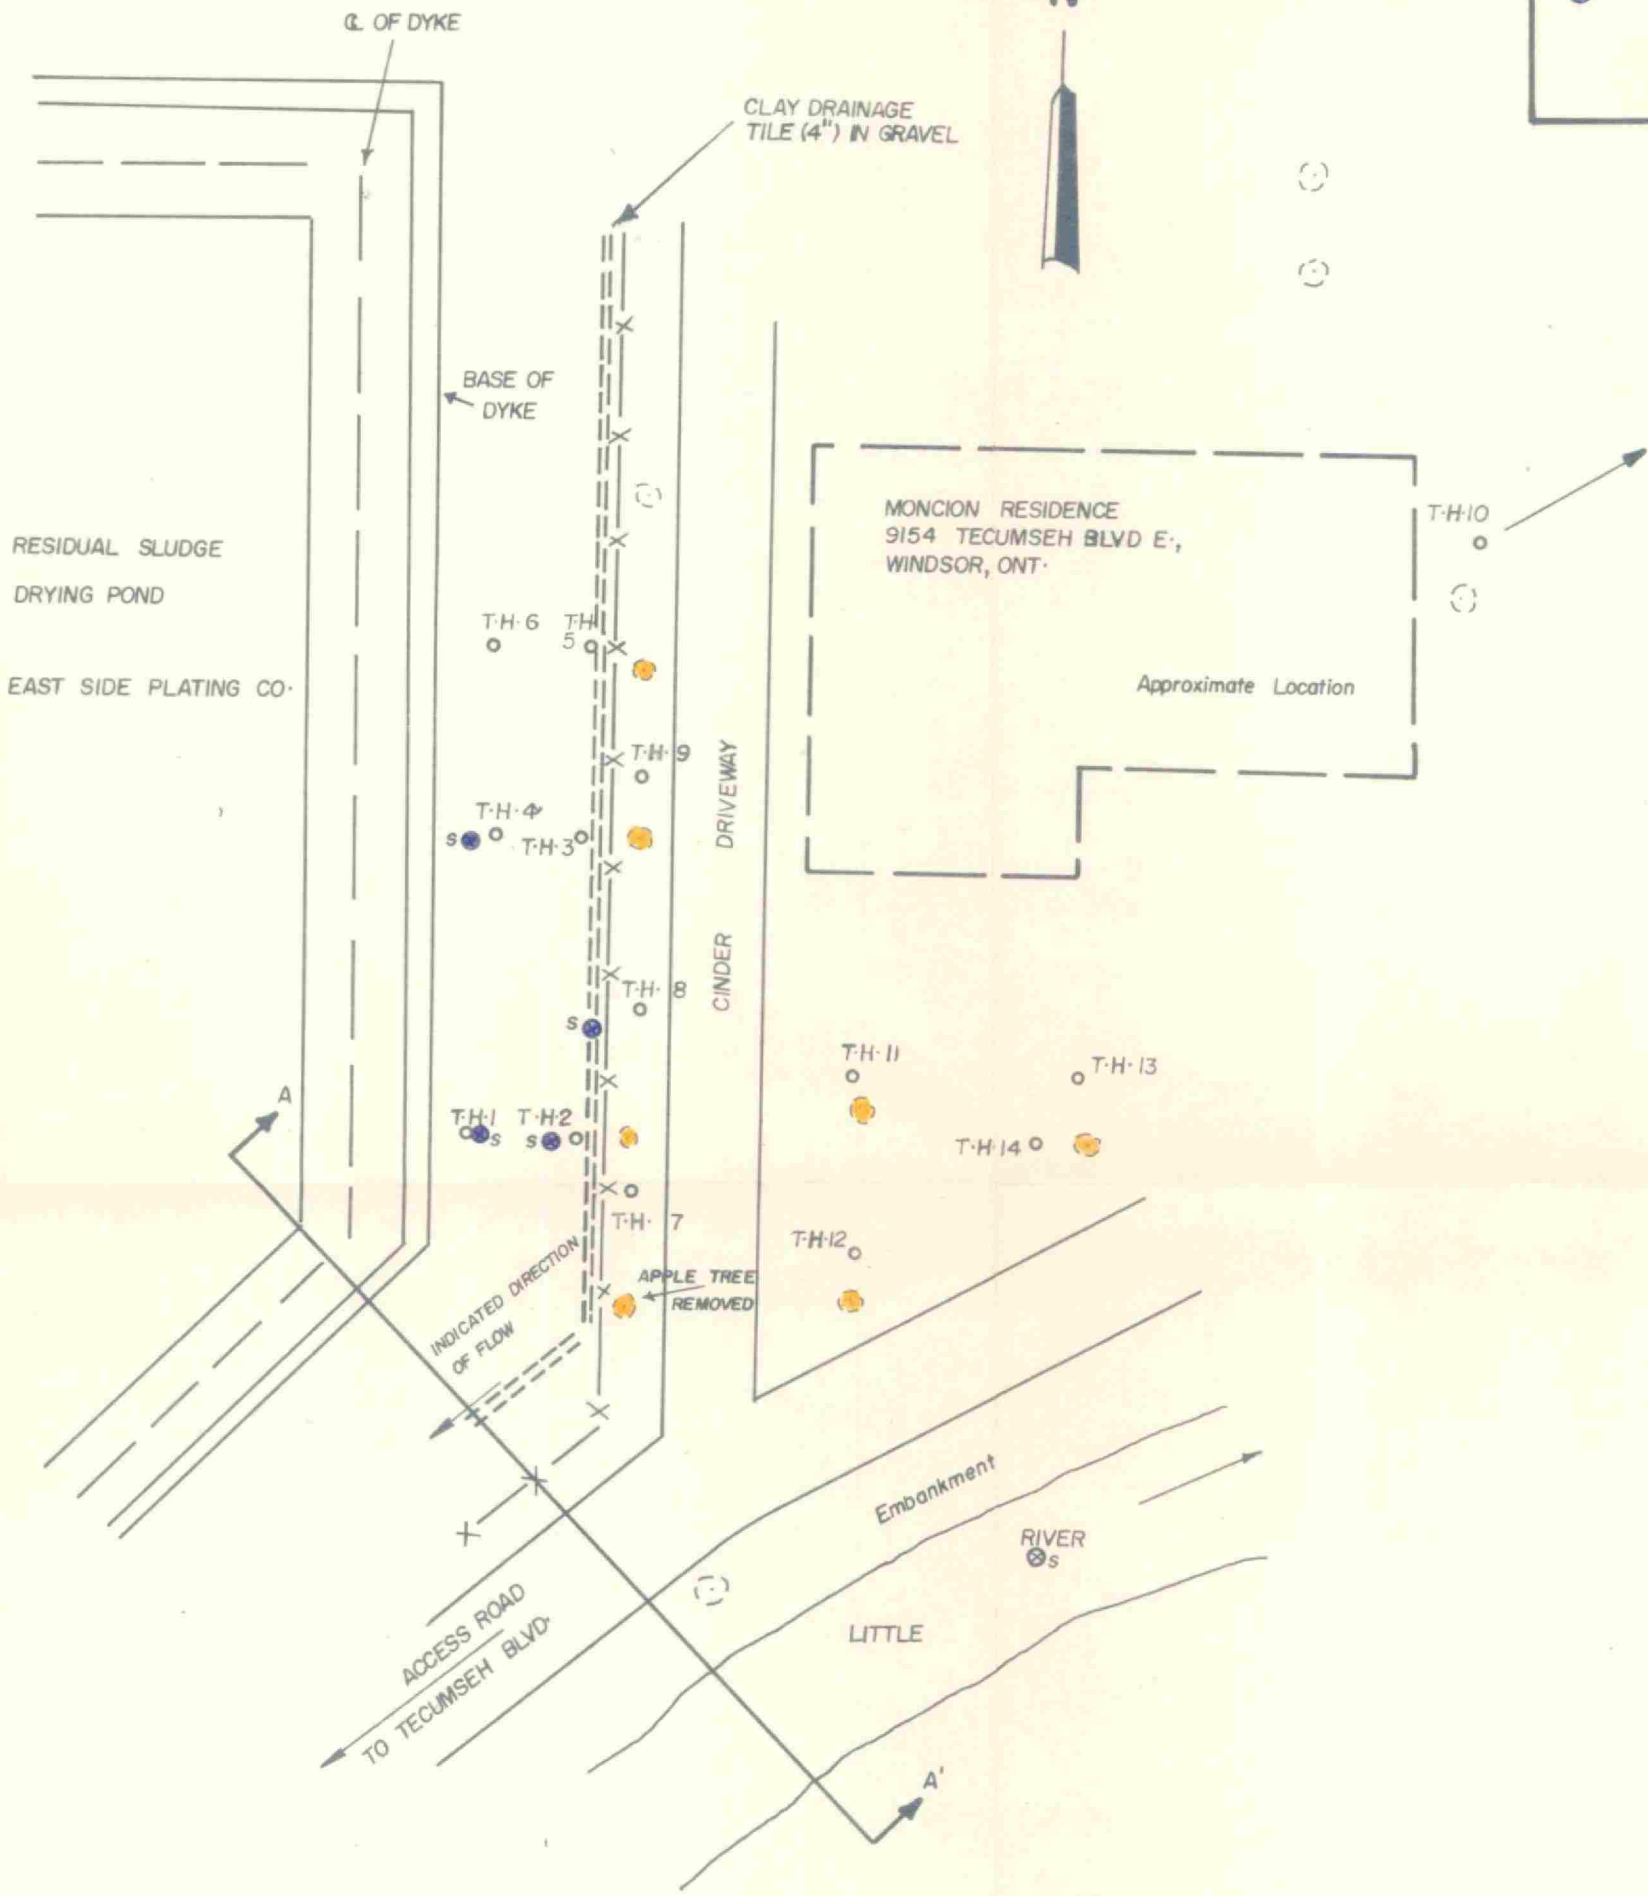 ℄ OF DYKE
N
CLAY DRAINAGE
TILE (4") IN GRAVEL
BASE OF
DYKE
MONCION RESIDENCE
9154 TECUMSEH BLVD E·,
WINDSOR, ONT·
T·H·10
RESIDUAL SLUDGE
DRYING POND
EAST SIDE PLATING CO·
T·H·6
TH
5
Approximate Location
T·H·9
T·H·4
S
T·H·3
CINDER DRIVEWAY
T·H· 8
S
T·H·11
T·H·13
A
T·H·1
S
T·H·2
S
T·H·14
T·H· 7
T·H·12
INDICATED DIRECTION
OF FLOW
APPLE TREE
REMOVED
Embankment
RIVER
S
LITTLE
ACCESS ROAD
TO TECUMSEH BLVD·
A'